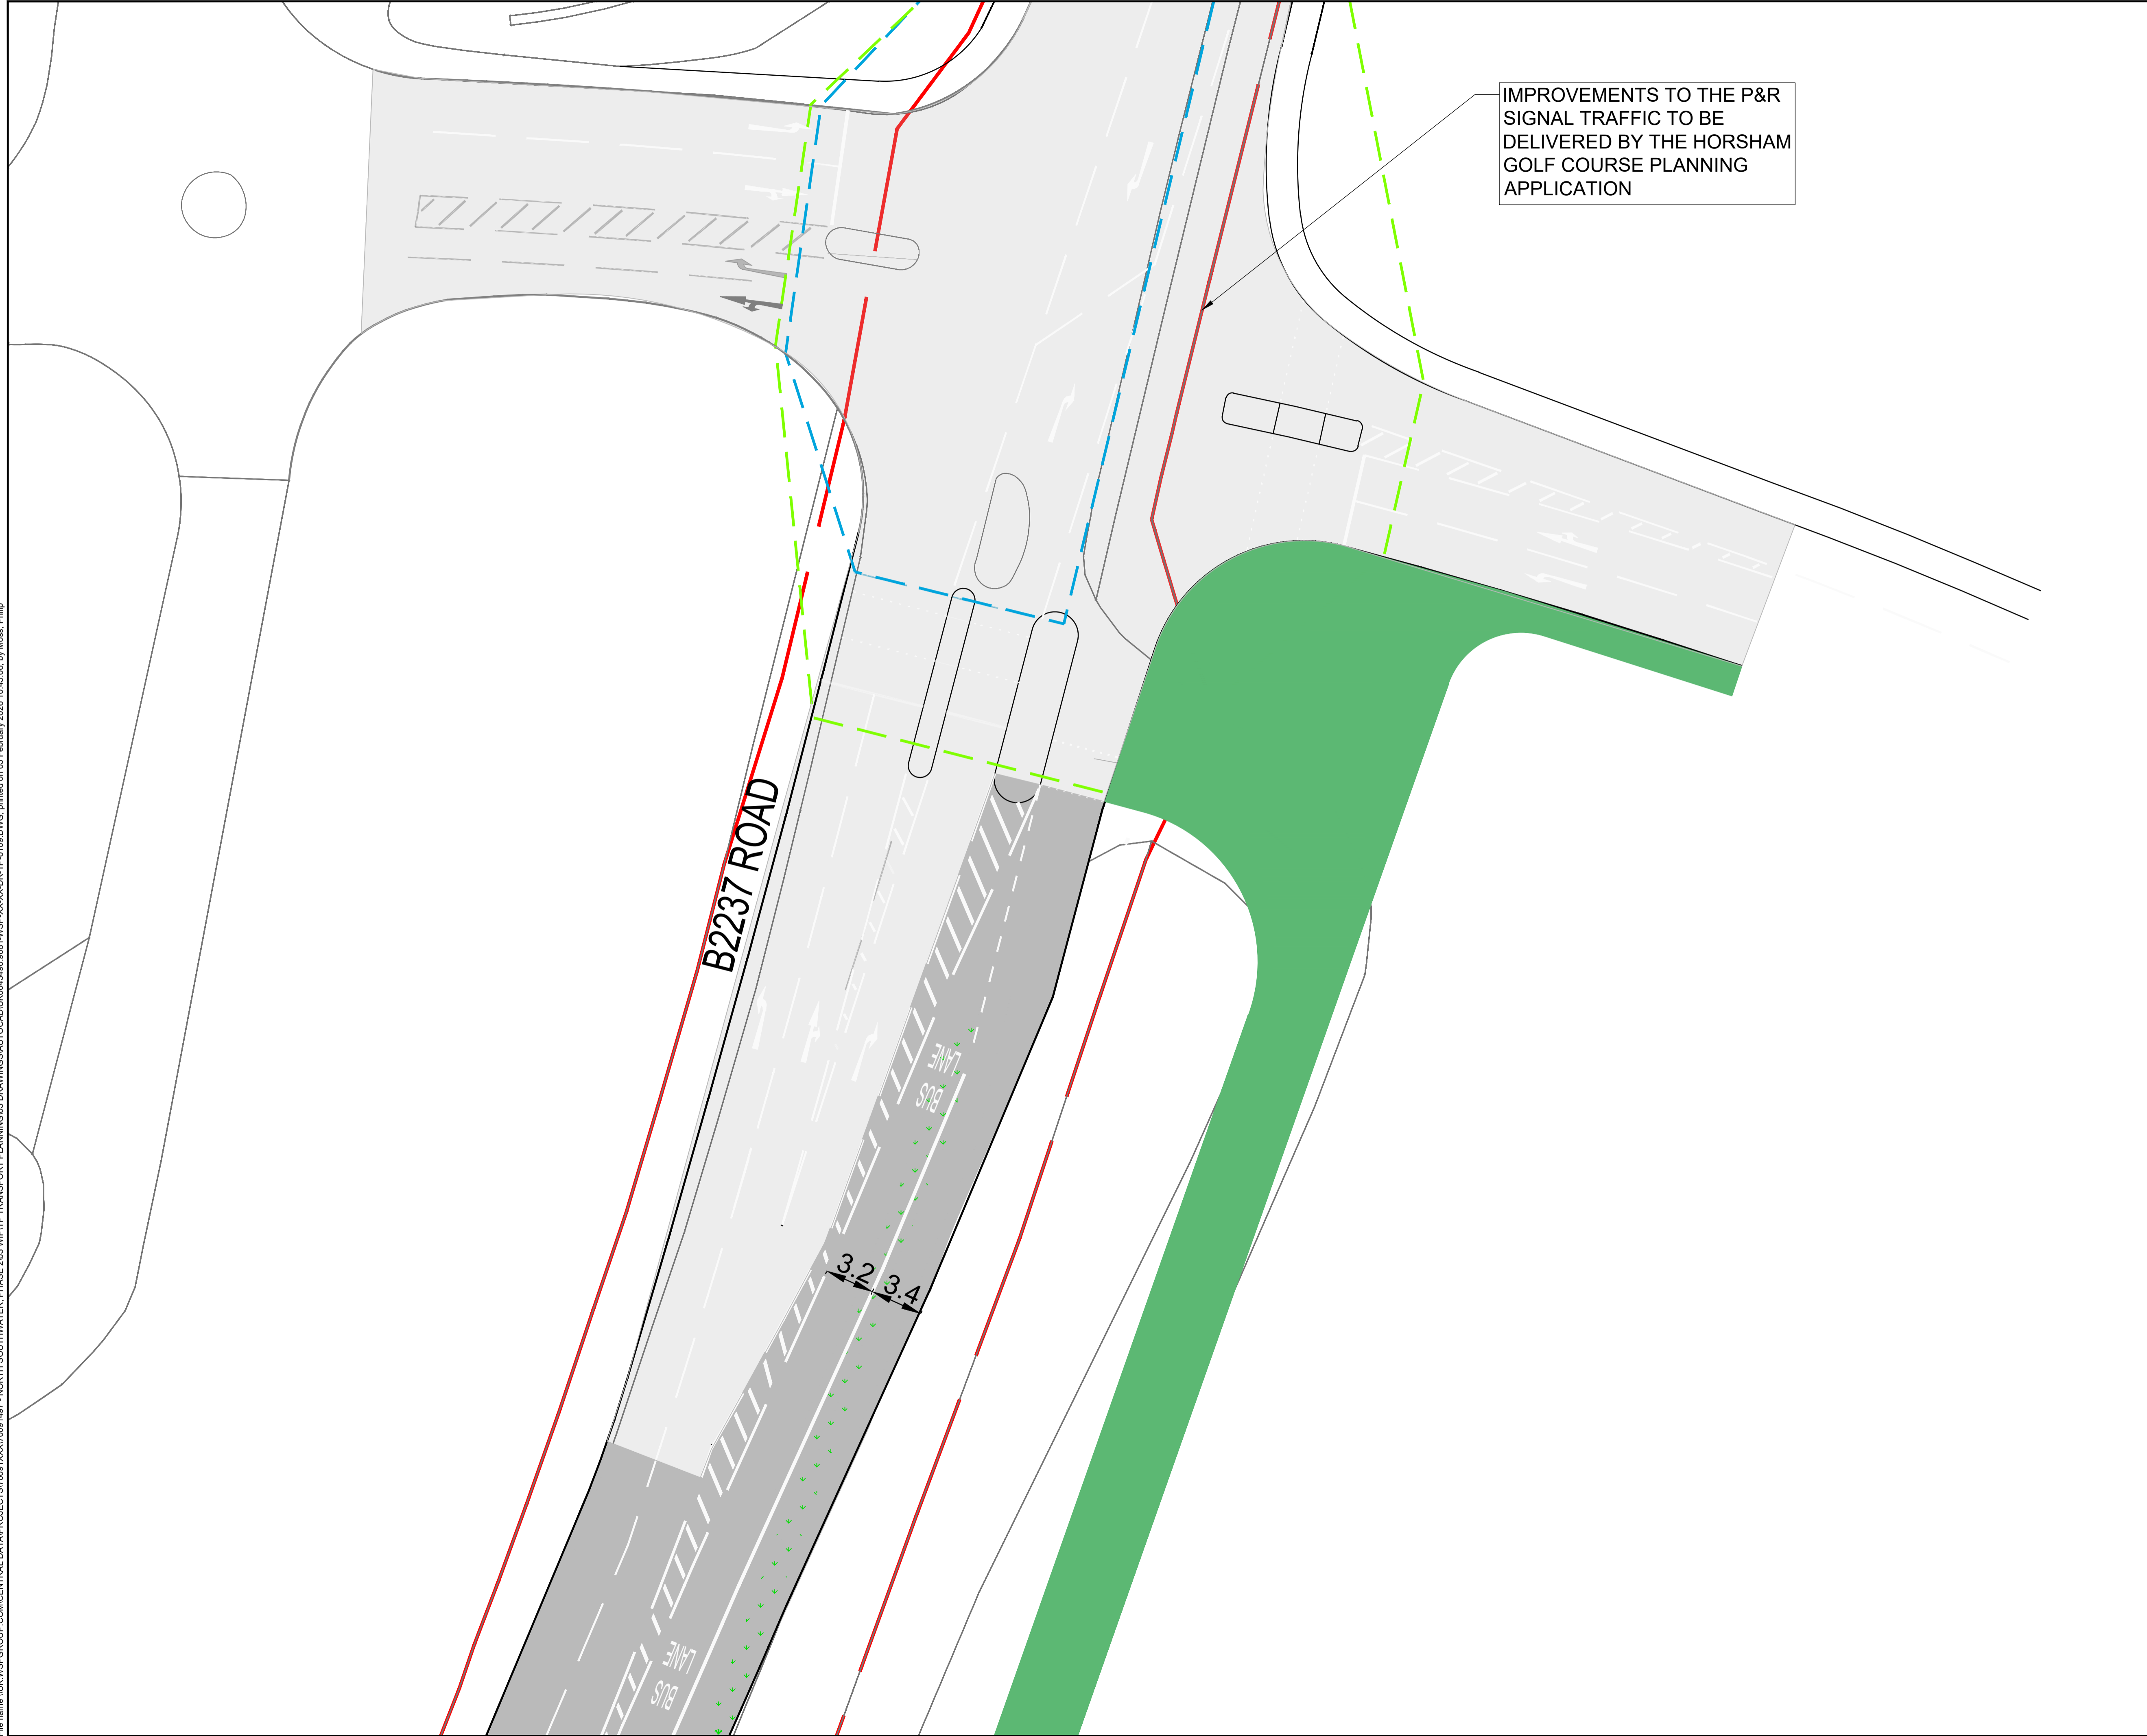 IMPROVEMENTS TO THE P&R
SIGNAL TRAFFIC TO BE
DELIVERED BY THE HORSHAM
GOLF COURSE PLANNING
APPLICATION
B2237 ROAD
LANE
BUS
3.2
3.4
LANE
BUS